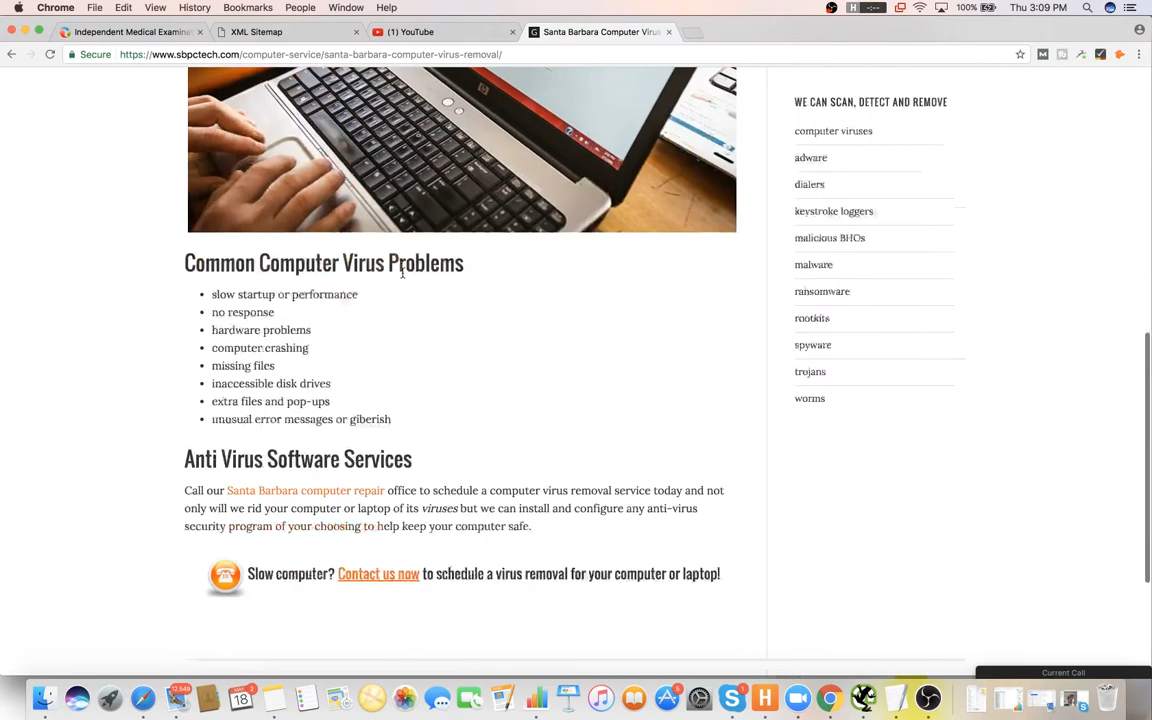 Chrome File Edit View History Bookmarks People Window Help 100% Thu 3:09 PM
Independent Medical Examinat XML Sitemap (1) YouTube Santa Barbara Computer Virus
Secure https://www.sbpctech.com/computer-service/santa-barbara-computer-virus-removal/
WE CAN SCAN, DETECT AND REMOVE
computer viruses
adware
dialers
keystroke loggers
malicious BHOs
malware
ransomware
rootkits
spyware
trojans
worms
Common Computer Virus Problems
• slow startup or performance
• no response
• hardware problems
• computer crashing
• missing files
• inaccessible disk drives
• extra files and pop-ups
• unusual error messages or giberish
Anti Virus Software Services
Call our Santa Barbara computer repair office to schedule a computer virus removal service today and not
only will we rid your computer or laptop of its viruses but we can install and configure any anti-virus
security program of your choosing to help keep your computer safe.
Slow computer? Contact us now to schedule a virus removal for your computer or laptop!
Current Call
12,549
18